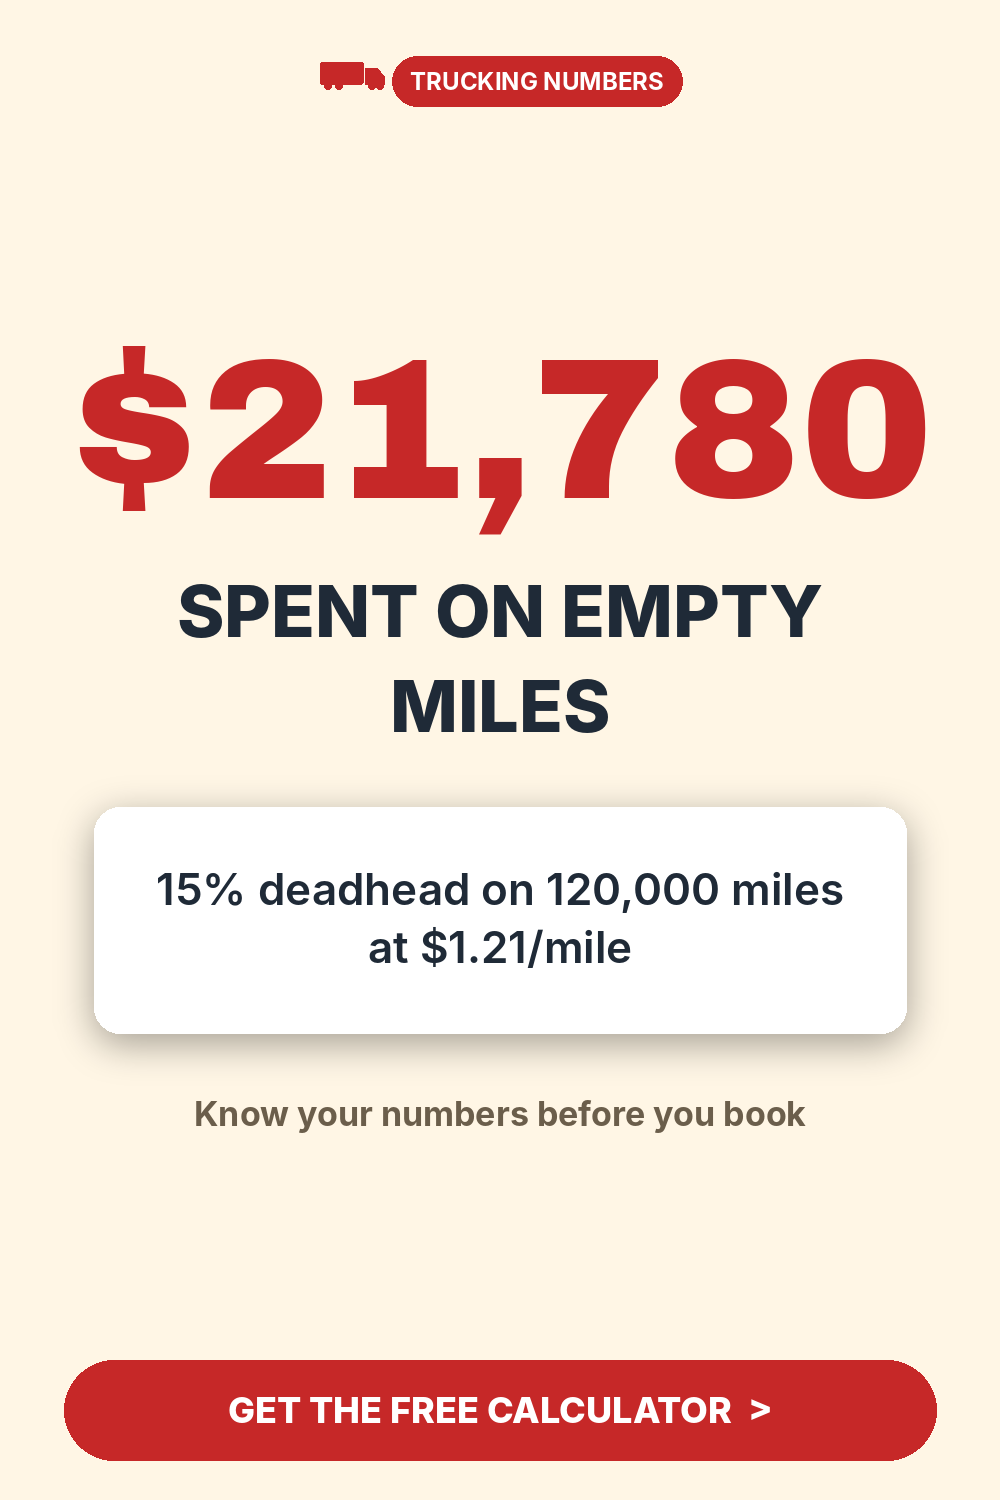 TRUCKING NUMBERS
$21,780
SPENT ON EMPTY
MILES
15% deadhead on 120,000 miles
at $1.21/mile
Know your numbers before you book
GET THE FREE CALCULATOR >